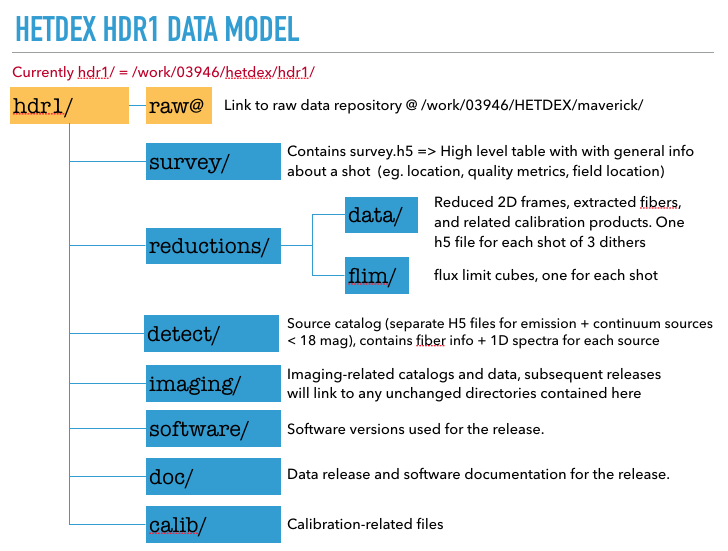 HETDEX HDR1 DATA MODEL
Currently hdr1/ = /work/03946/hetdex/hdr1/
hdr1/
raw@
Link to raw data repository @ /work/03946/HETDEX/maverick/
survey/
Contains survey.h5 => High level table with with general info
about a shot (eg. location, quality metrics, field location)
reductions/
data/
Reduced 2D frames, extracted fibers,
and related calibration products. One
h5 file for each shot of 3 dithers
flim/
flux limit cubes, one for each shot
detect/
Source catalog (separate H5 files for emission + continuum sources
< 18 mag), contains fiber info + 1D spectra for each source
imaging/
Imaging-related catalogs and data, subsequent releases
will link to any unchanged directories contained here
software/
Software versions used for the release.
doc/
Data release and software documentation for the release.
calib/
Calibration-related files